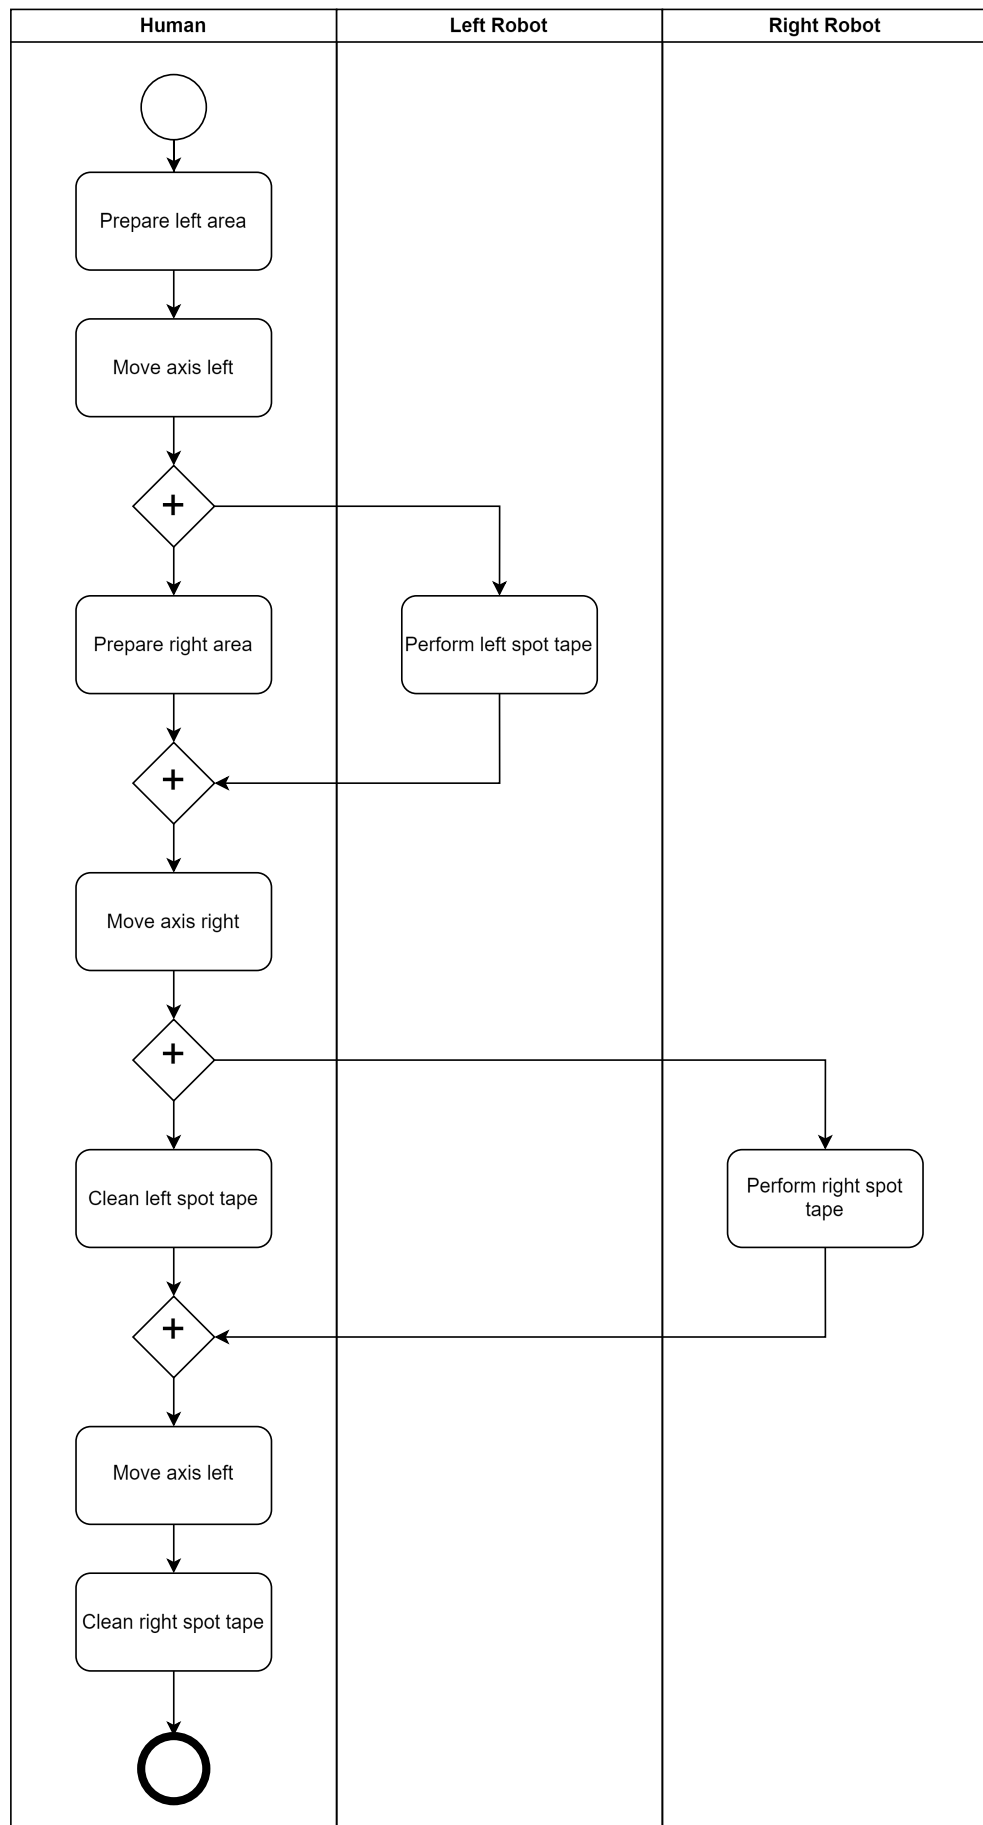 Human
Left Robot
Right Robot
Prepare left area
Move axis left
+
Prepare right area
Perform left spot tape
+
Move axis right
+
Clean left spot tape
Perform right spot
tape
+
Move axis left
Clean right spot tape